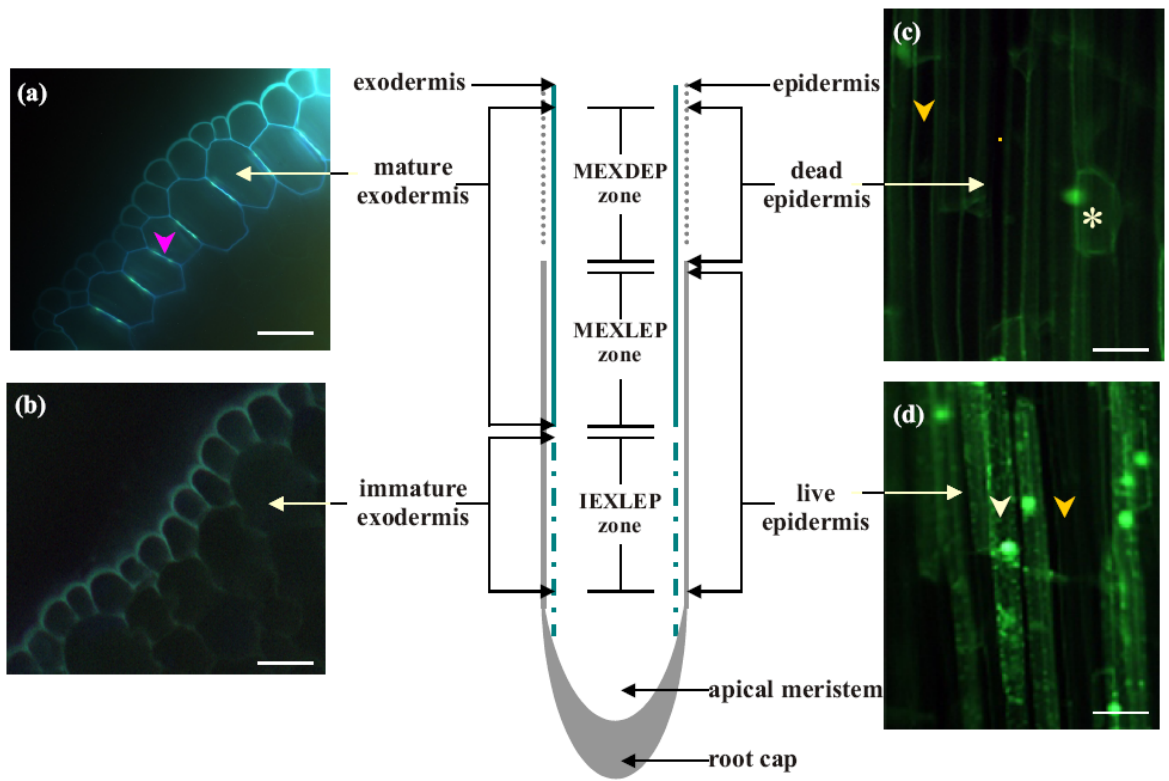 (a)
(b)
exodermis
mature
exodermis
immature
exodermis
MEXDEP
zone
MEXLEP
zone
IEXLEP
zone
epidermis
dead
epidermis
live
epidermis
apical meristem
root cap
(c)
*
(d)